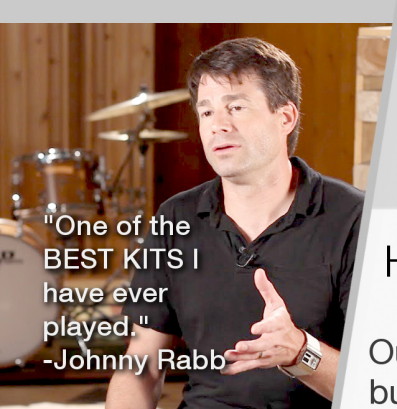 "One of the
BEST KITS I
have ever
played."
-Johnny Rabb